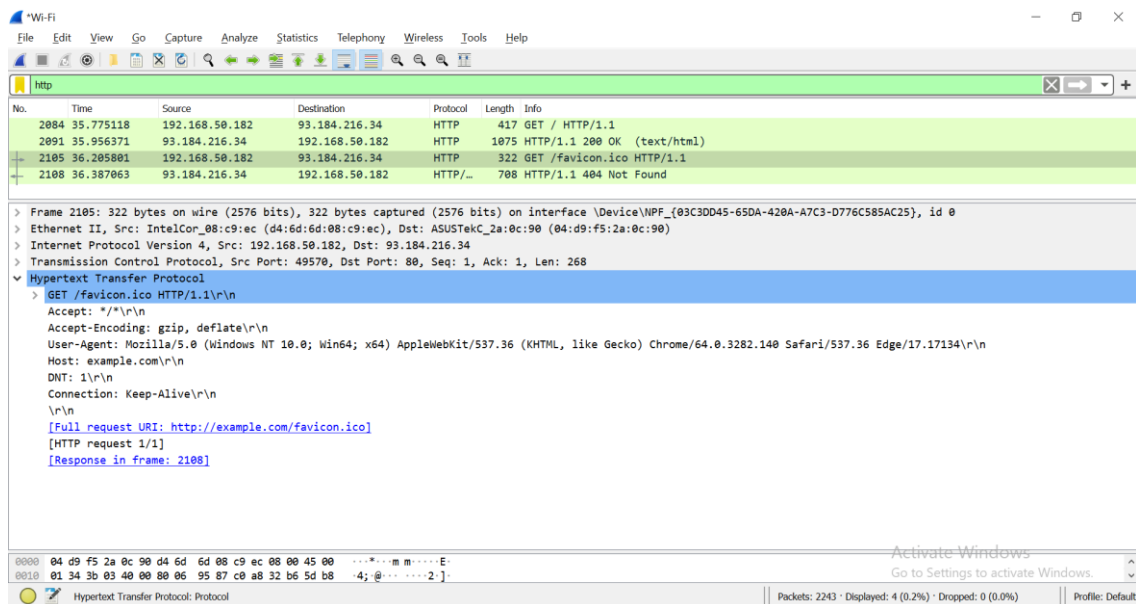 *Wi-Fi
File Edit View Go Capture Analyze Statistics Telephony Wireless Tools Help
http
No. Time Source Destination Protocol Length Info
2084 35.775118 192.168.50.182 93.184.216.34 HTTP 417 GET / HTTP/1.1
2091 35.956371 93.184.216.34 192.168.50.182 HTTP 1075 HTTP/1.1 200 OK (text/html)
2105 36.205801 192.168.50.182 93.184.216.34 HTTP 322 GET /favicon.ico HTTP/1.1
2108 36.387063 93.184.216.34 192.168.50.182 HTTP/... 708 HTTP/1.1 404 Not Found
> Frame 2105: 322 bytes on wire (2576 bits), 322 bytes captured (2576 bits) on interface \Device\NPF_{03C3DD45-65DA-420A-A7C3-D776C585AC25}, id 0
> Ethernet II, Src: IntelCor_08:c9:ec (d4:6d:6d:08:c9:ec), Dst: ASUSTekC_2a:0c:90 (04:d9:f5:2a:0c:90)
> Internet Protocol Version 4, Src: 192.168.50.182, Dst: 93.184.216.34
> Transmission Control Protocol, Src Port: 49570, Dst Port: 80, Seq: 1, Ack: 1, Len: 268
Hypertext Transfer Protocol
> GET /favicon.ico HTTP/1.1\r\n
Accept: */*\r\n
Accept-Encoding: gzip, deflate\r\n
User-Agent: Mozilla/5.0 (Windows NT 10.0; Win64; x64) AppleWebKit/537.36 (KHTML, like Gecko) Chrome/64.0.3282.140 Safari/537.36 Edge/17.17134\r\n
Host: example.com\r\n
DNT: 1\r\n
Connection: Keep-Alive\r\n
\r\n
[Full request URI: http://example.com/favicon.ico]
[HTTP request 1/1]
[Response in frame: 2108]
Activate Windows
Go to Settings to activate Windows.
0000 04 d9 f5 2a 0c 90 d4 6d 6d 08 c9 ec 08 00 45 00 ···*···m m·····E·
0010 01 34 3b 03 40 00 80 06 95 87 c0 a8 32 b6 5d b8 ·4;·@··· ····2·]·
Hypertext Transfer Protocol: Protocol
Packets: 2243 · Displayed: 4 (0.2%) · Dropped: 0 (0.0%)
Profile: Default